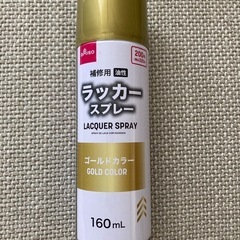 DAISO
補修用 油性
ラッカー
スプレー
LACQUER SPRAY
ゴールドカラー
GOLD COLOR
160mL